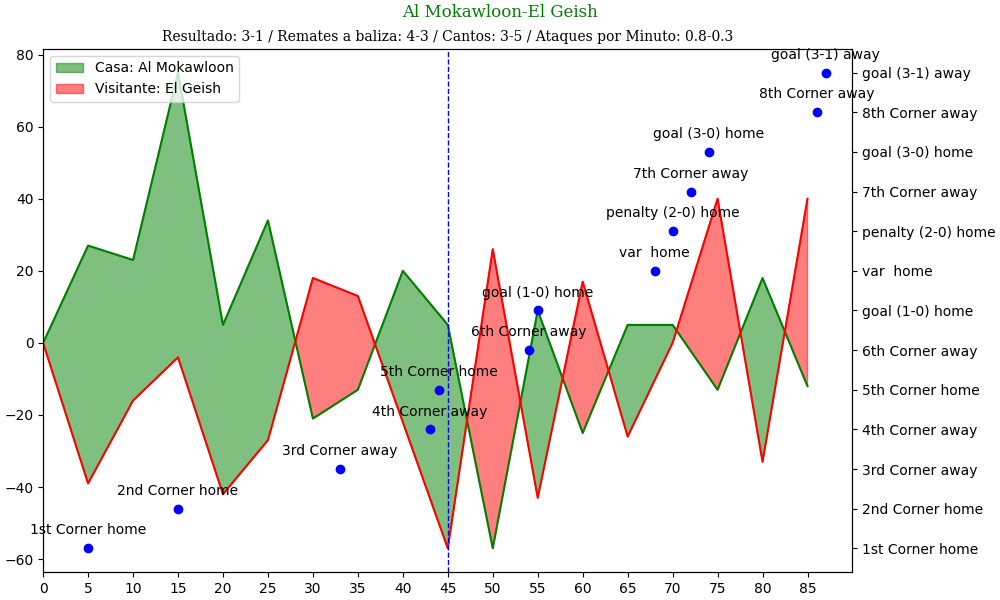 Al Mokawloon-El Geish
Resultado: 3-1 / Remates a baliza: 4-3 / Cantos: 3-5 / Ataques por Minuto: 0.8-0.3
Casa: Al Mokawloon
Visitante: El Geish
80
60
40
20
0
−20
−40
−60
goal (3-1) away
8th Corner away
goal (3-0) home
7th Corner away
penalty (2-0) home
var  home
goal (1-0) home
6th Corner away
5th Corner home
4th Corner away
3rd Corner away
2nd Corner home
1st Corner home
goal (3-1) away
8th Corner away
goal (3-0) home
7th Corner away
penalty (2-0) home
var  home
goal (1-0) home
6th Corner away
5th Corner home
4th Corner away
3rd Corner away
2nd Corner home
1st Corner home
0 5 10 15 20 25 30 35 40 45 50 55 60 65 70 75 80 85